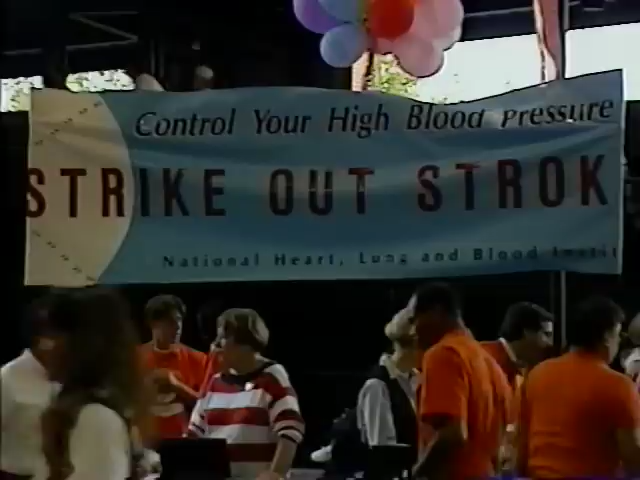 Control Your High Blood Pressure
STRIKE OUT STROK
National Heart, Lung and Blood Instit